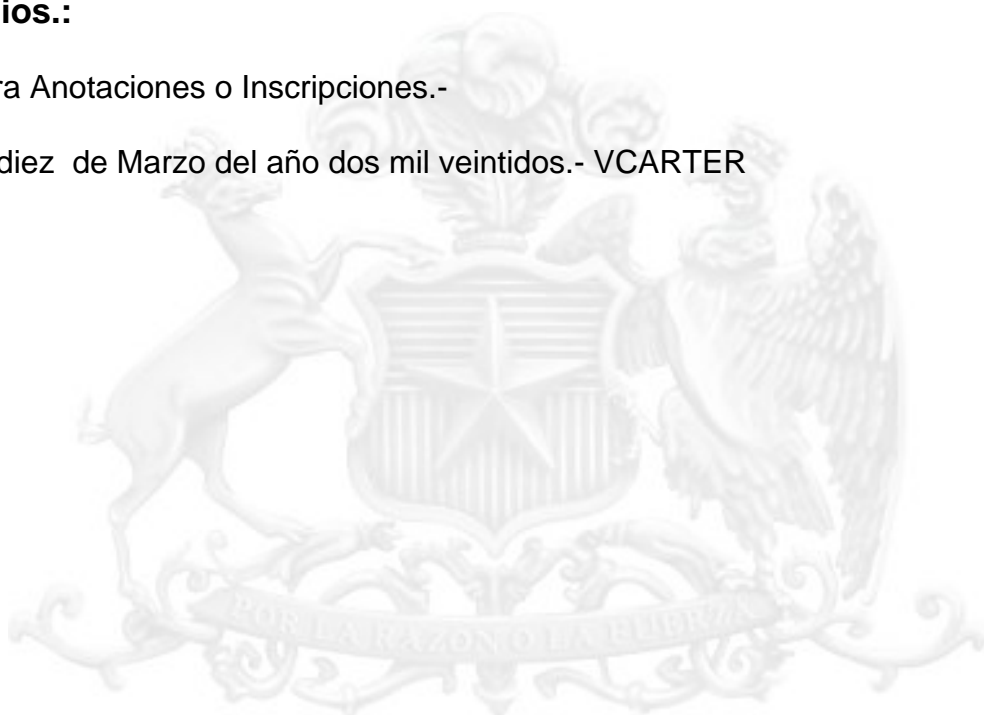 ios.:
ra Anotaciones o Inscripciones.-
diez de Marzo del año dos mil veintidos.- VCARTER
POR LA RAZON O LA FUERZA